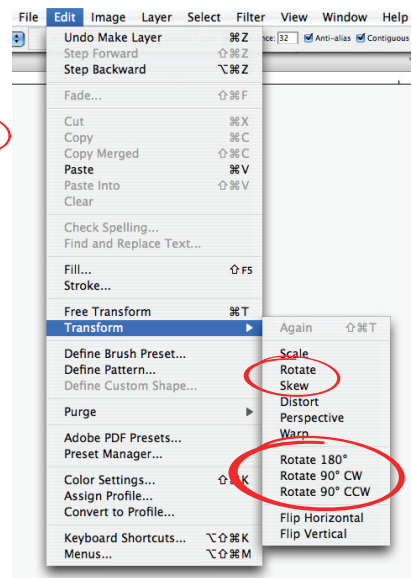 File Edit Image Layer Select Filter View Window Help
nce: 32 Anti-alias Contiguous
Undo Make Layer ⌘Z
Step Forward ⇧⌘Z
Step Backward ⌥⌘Z
Fade... ⇧⌘F
Cut ⌘X
Copy ⌘C
Copy Merged ⇧⌘C
Paste ⌘V
Paste Into ⇧⌘V
Clear
Check Spelling...
Find and Replace Text...
Fill... ⇧F5
Stroke...
Free Transform ⌘T
Transform
Again ⇧⌘T
Scale
Rotate
Skew
Distort
Perspective
Warp
Rotate 180°
Rotate 90° CW
Rotate 90° CCW
Flip Horizontal
Flip Vertical
Define Brush Preset...
Define Pattern...
Define Custom Shape...
Purge
Adobe PDF Presets...
Preset Manager...
Color Settings... ⇧⌘K
Assign Profile...
Convert to Profile...
Keyboard Shortcuts... ⌥⇧⌘K
Menus... ⌥⇧⌘M